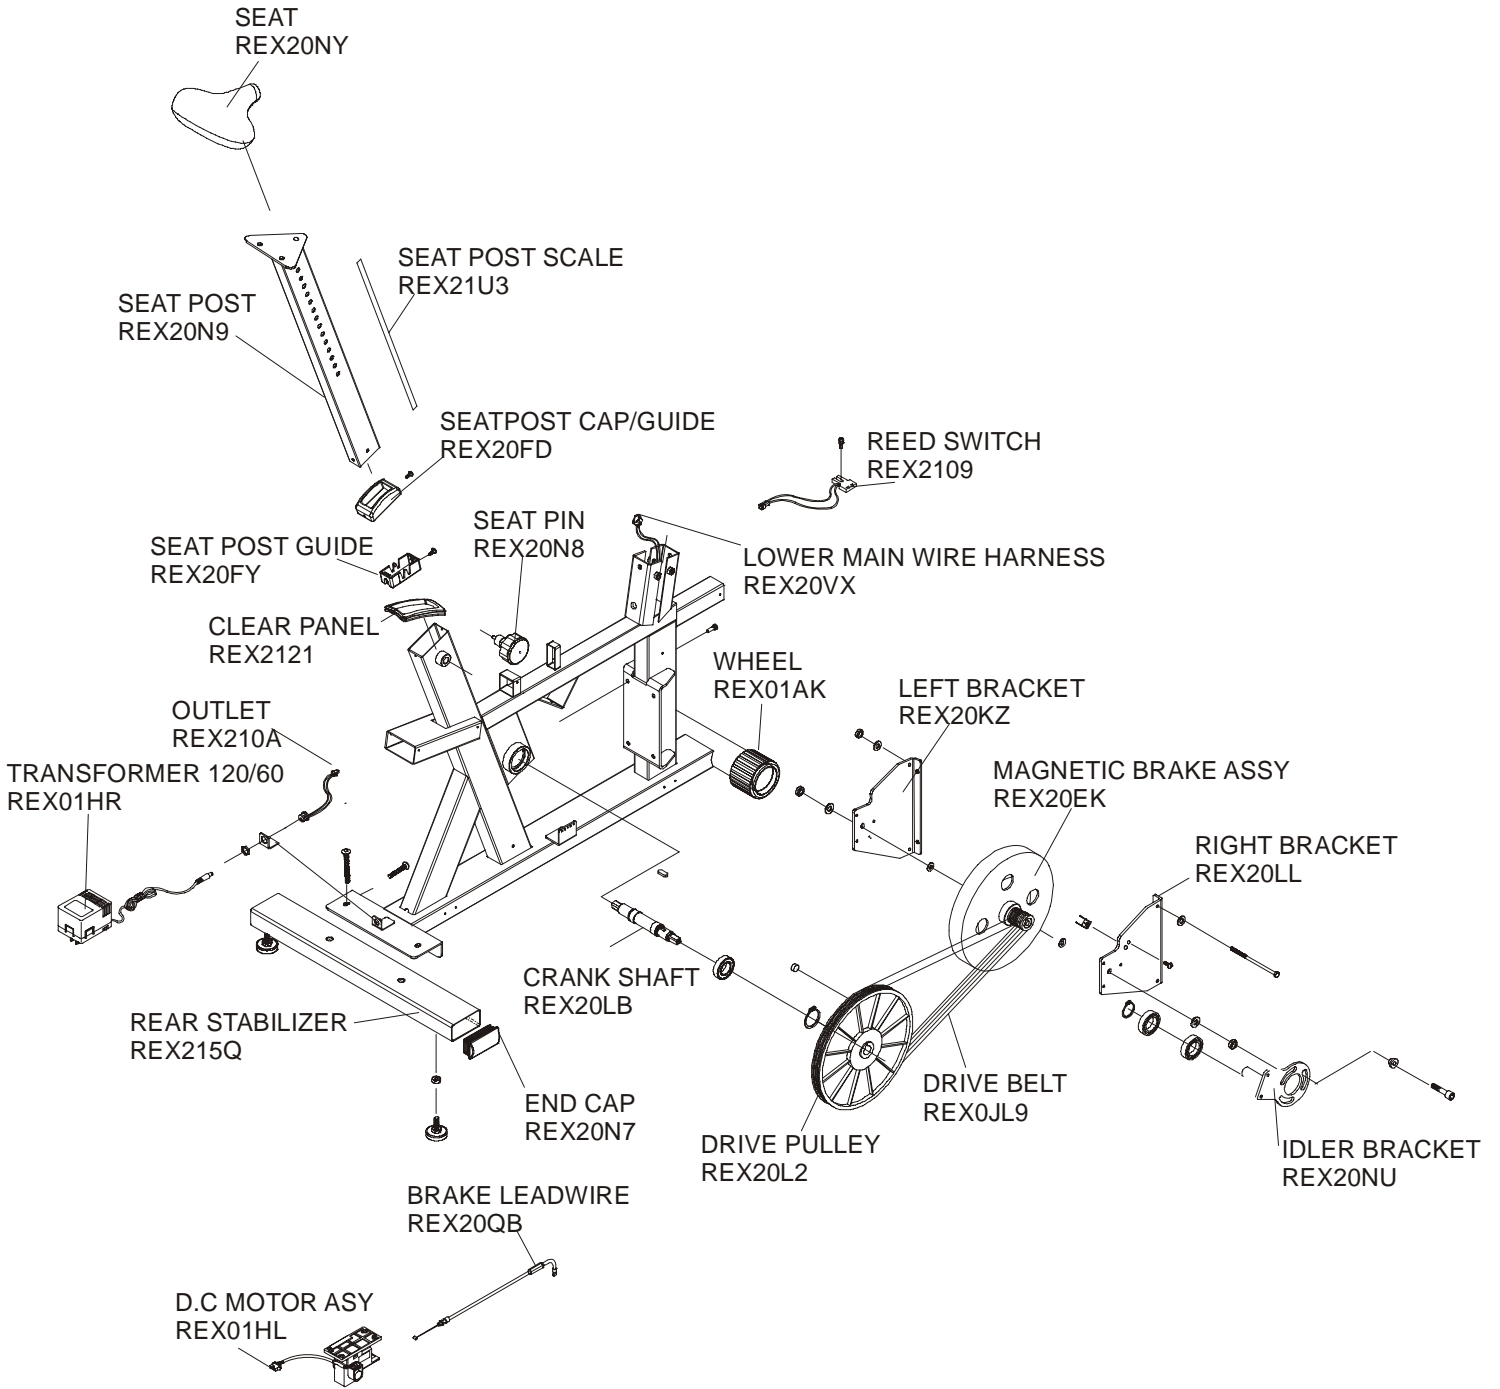 SEAT
REX20NY
SEAT POST SCALE
REX21U3
SEAT POST
REX20N9
SEATPOST CAP/GUIDE
REX20FD
REED SWITCH
REX2109
SEAT PIN
REX20N8
SEAT POST GUIDE
REX20FY
LOWER MAIN WIRE HARNESS
REX20VX
CLEAR PANEL
REX2121
WHEEL
REX01AK
LEFT BRACKET
REX20KZ
OUTLET
REX210A
TRANSFORMER 120/60
REX01HR
MAGNETIC BRAKE ASSY
REX20EK
RIGHT BRACKET
REX20LL
CRANK SHAFT
REX20LB
REAR STABILIZER
REX215Q
DRIVE BELT
REX0JL9
END CAP
REX20N7
DRIVE PULLEY
REX20L2
IDLER BRACKET
REX20NU
BRAKE LEADWIRE
REX20QB
D.C MOTOR ASY
REX01HL